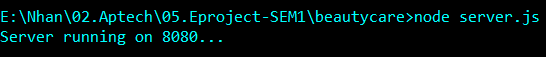 E:\Nhan\02.Aptech\05.Eproject-SEM1\beautycare>node server.js
Server running on 8080...